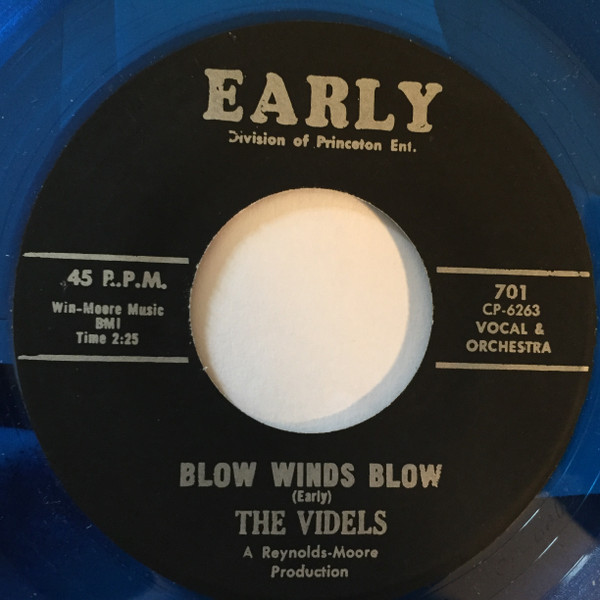 EARLY
Division of Princeton Ent.
45 R.P.M.
Win-Moore Music
BMI
Time 2:25
701
CP-6263
VOCAL &
ORCHESTRA
BLOW WINDS BLOW
(Early)
THE VIDELS
A Reynolds-Moore
Production